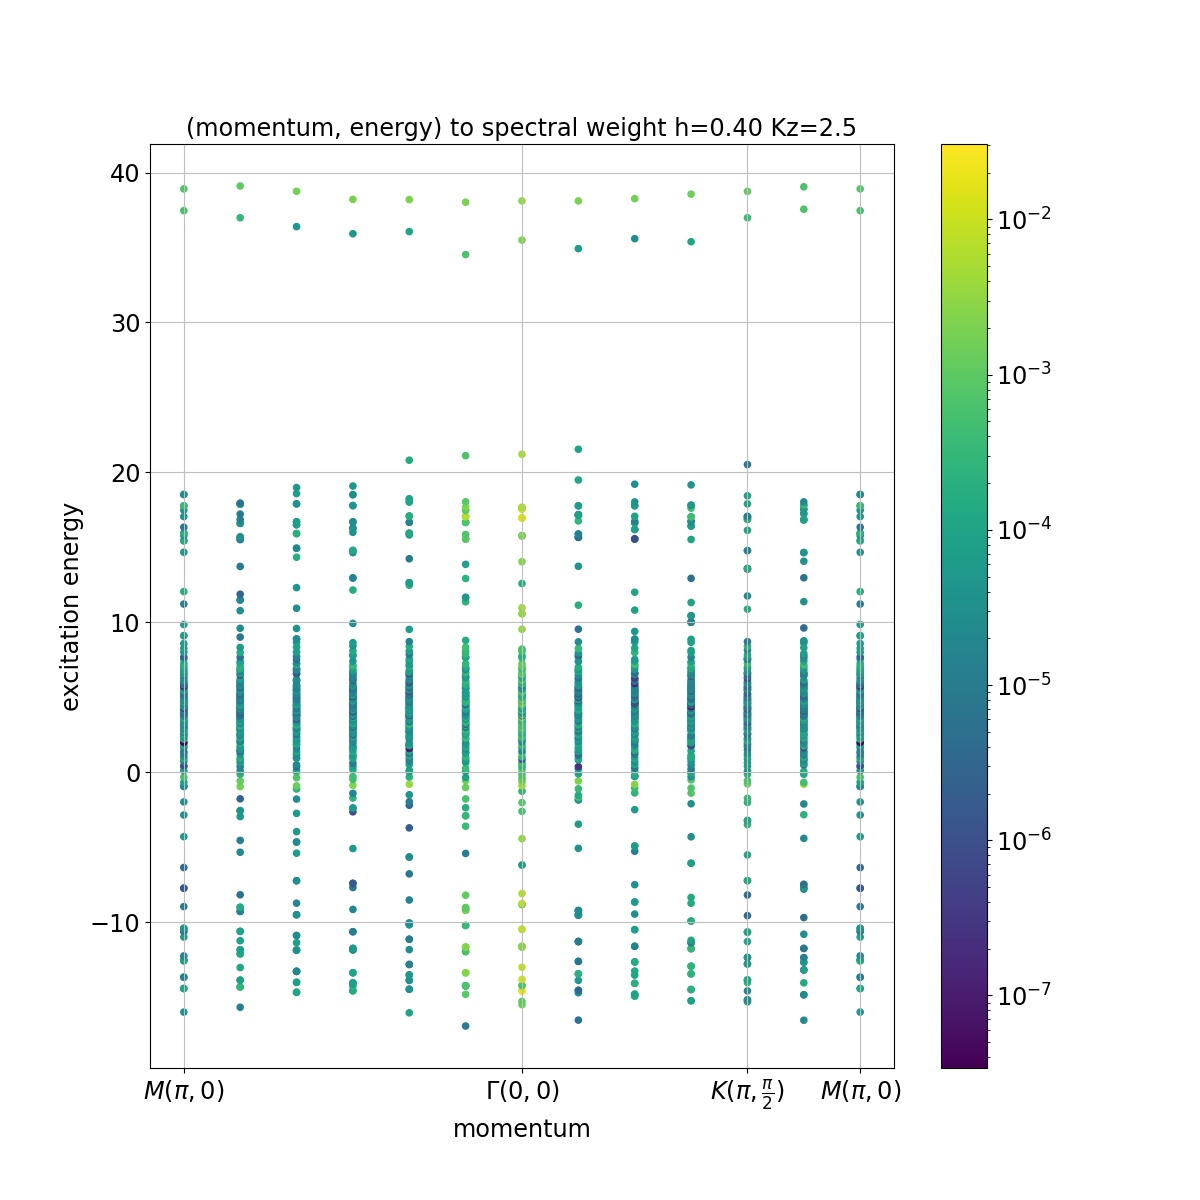 (momentum, energy) to spectral weight h=0.40 Kz=2.5
excitation energy
40
30
20
10
0
−10
M(π, 0)
Γ(0, 0)
K(π, π/2)
M(π, 0)
momentum
10⁻²
10⁻³
10⁻⁴
10⁻⁵
10⁻⁶
10⁻⁷